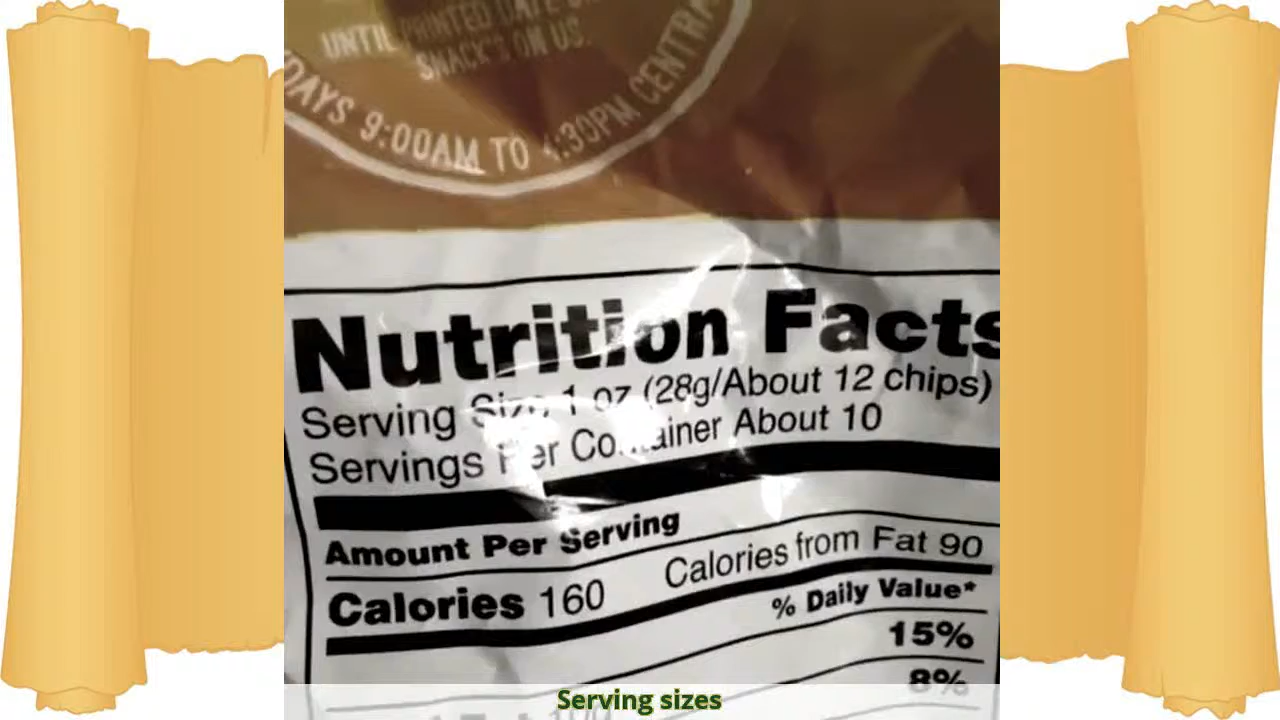 UNTIL PRINTED DATE
SNACK'S ON US.
DAYS 9:00AM TO 4:30PM CENTRA
Nutrition Facts
Serving Size 1 oz (28g/About 12 chips)
Servings Per Container About 10
Amount Per Serving
Calories 160 Calories from Fat 90
% Daily Value*
15%
8%
Serving sizes